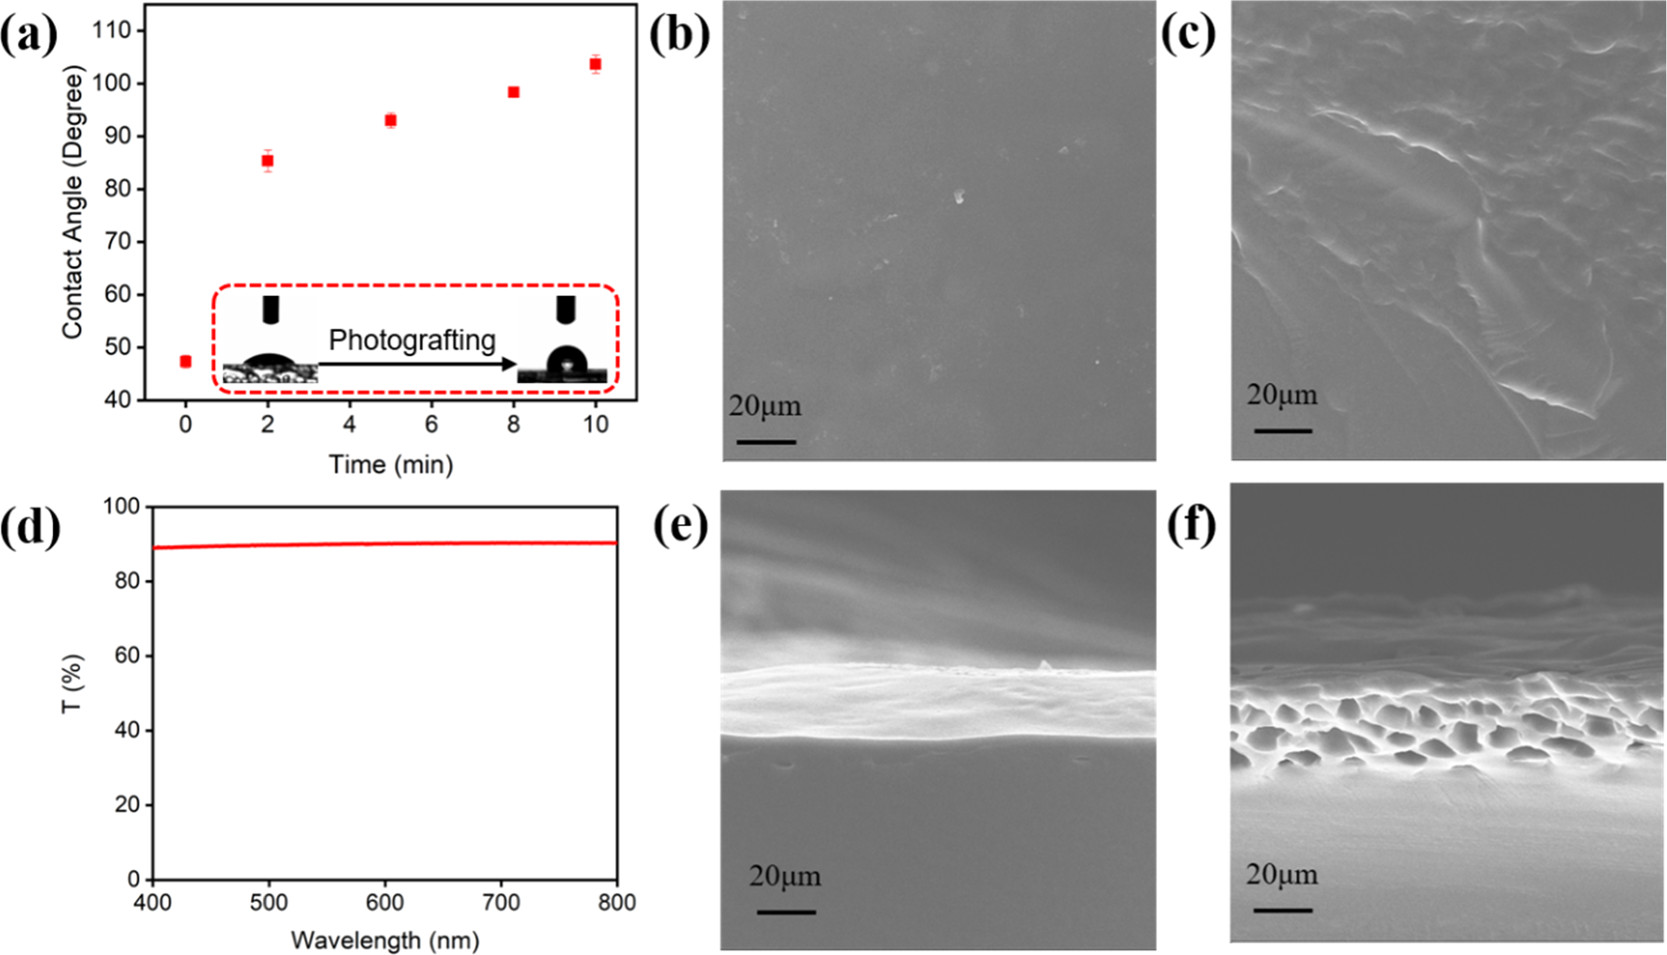 (a)
110
100
90
80
70
60
50
40
Contact Angle (Degree)
Photografting
0 2 4 6 8 10
Time (min)
(b)
20μm
(c)
20μm
(d)
100
80
60
40
20
0
T (%)
400 500 600 700 800
Wavelength (nm)
(e)
20μm
(f)
20μm